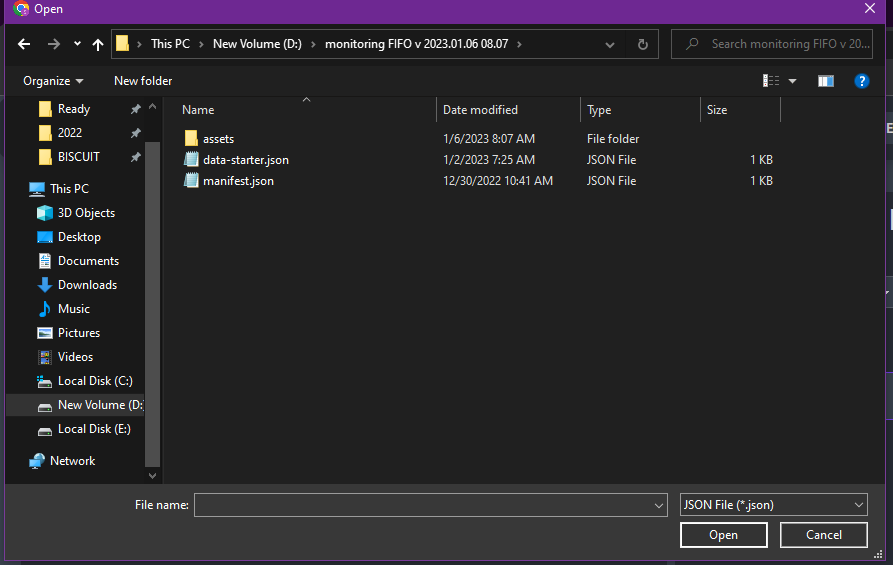 Open
This PC > New Volume (D:) > monitoring FIFO v 2023.01.06 08.07 >
Search monitoring FIFO v 20...
Organize
New folder
Name
Date modified
Type
Size
Ready
2022
BISCUIT
This PC
3D Objects
Desktop
Documents
Downloads
Music
Pictures
Videos
Local Disk (C:)
New Volume (D:
Local Disk (E:)
Network
assets 1/6/2023 8:07 AM File folder
data-starter.json 1/2/2023 7:25 AM JSON File 1 KB
manifest.json 12/30/2022 10:41 AM JSON File 1 KB
File name:
JSON File (*.json)
Open
Cancel